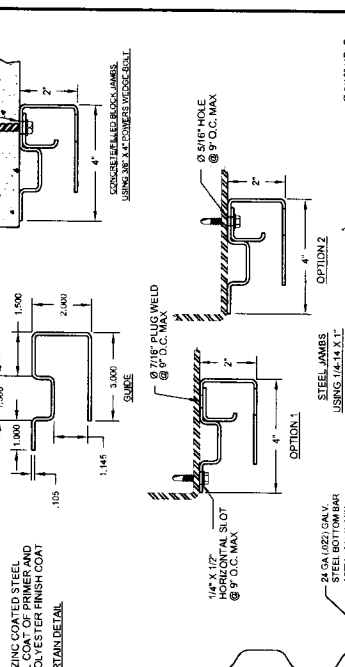 2"
4"
CONCRETE/FILLED BLOCK JAMBS
USING 3/8" X 4" POWERS WEDGE-BOLT
ZINC COATED STEEL
COAT OF PRIMER AND
OLYESTER FINISH COAT
RTAIN DETAIL
1.000
.105
1.145
1.500
2.000
3.000
GUIDE
Ø 7/16" PLUG WELD
@ 9" O.C. MAX
1/4" X 1/2"
HORIZONTAL SLOT
@ 9" O.C. MAX
2"
4"
OPTION 1
Ø 5/16" HOLE
@ 9" O.C. MAX
2"
4"
OPTION 2
STEEL JAMBS
USING 1/4-14 X 1"
24 GA (.022) GALV.
STEEL BOTTOM BAR